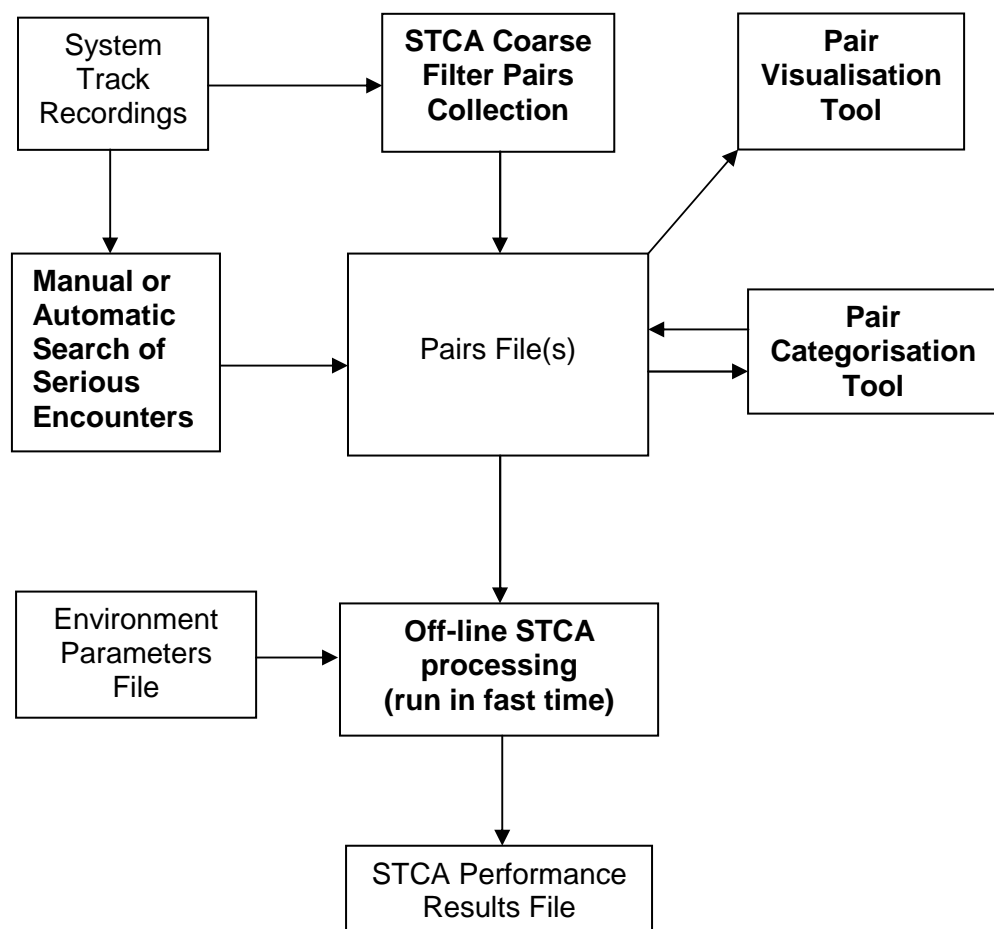 System
Track
Recordings
STCA Coarse
Filter Pairs
Collection
Pair
Visualisation
Tool
Manual or
Automatic
Search of
Serious
Encounters
Pairs File(s)
Pair
Categorisation
Tool
Environment
Parameters
File
Off-line STCA
processing
(run in fast time)
STCA Performance
Results File